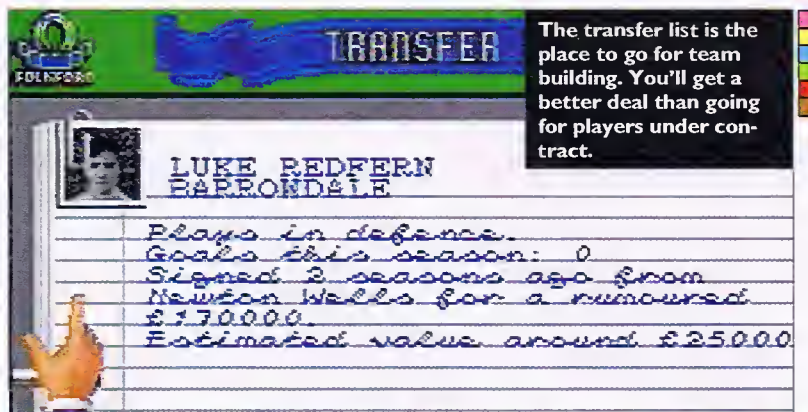 TRANSFER
The transfer list is the
place to go for team
building. You'll get a
better deal than going
for players under con-
tract.
LUKE REDFERN
BARRONDALE
Plays in defence.
Goals this season: 0
Signed 2 seasons ago from
Newton Wells for a rumoured
£170000.
Estimated value around £25000